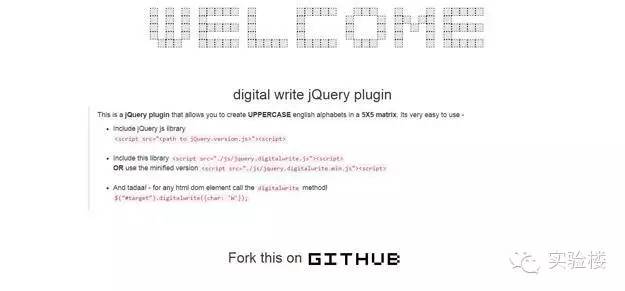 WELCOME
digital write jQuery plugin
This is a jQuery plugin that allows you to create UPPERCASE english alphabets in a 5X5 matrix. Its very easy to use -
Include jQuery js library
<script src="<path to jQuery.version.js>"><script>
Include this library <script src="./js/jquery.digitalwrite.js"><script>
OR use the minified version <script src="./js/jquery.digitalwrite.min.js"><script>
And tadaa! - for any html dom element call the digitalwrite method!
$("#target").digitalwrite({char: 'W'});
Fork this on GITHUB
实验楼